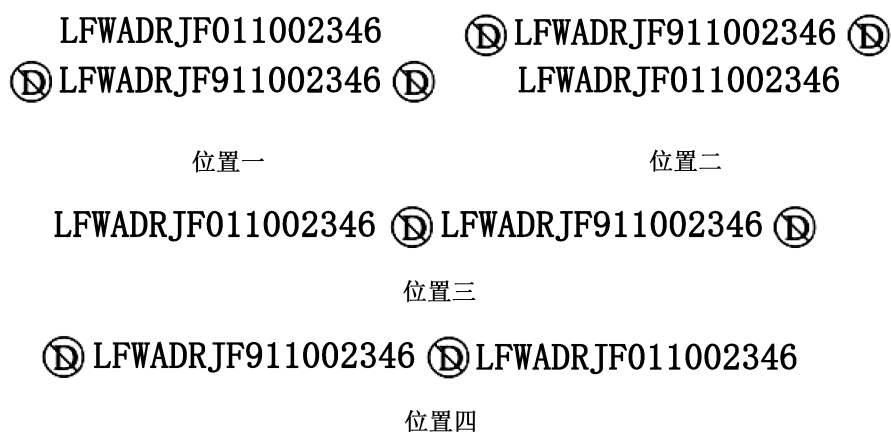 LFWADRJF011002346
LFWADRJF911002346
位置一
LFWADRJF911002346
LFWADRJF011002346
位置二
LFWADRJF011002346 LFWADRJF911002346
位置三
LFWADRJF911002346 LFWADRJF011002346
位置四